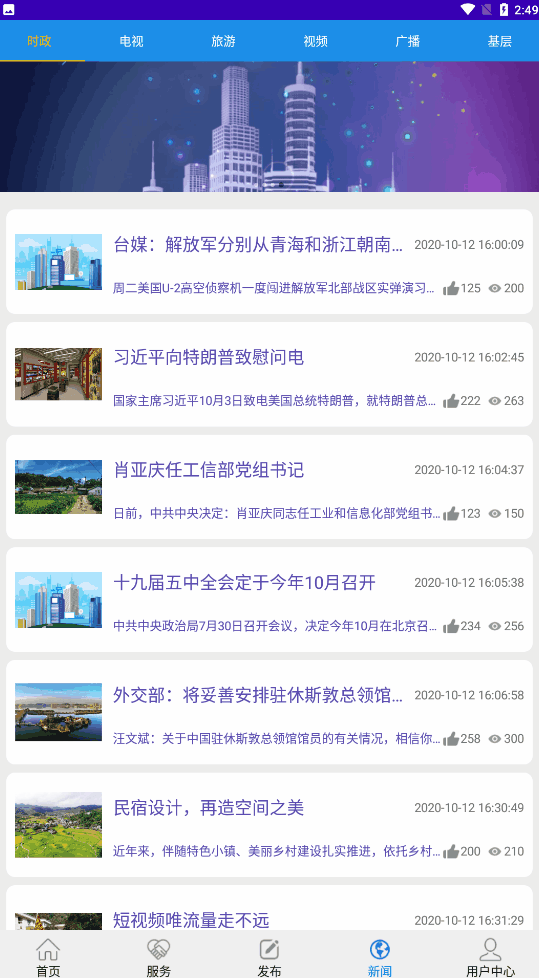 2:49
时政 电视 旅游 视频 广播 基层
台媒：解放军分别从青海和浙江朝南... 2020-10-12 16:00:09
周二美国U-2高空侦察机一度闯进解放军北部战区实弹演习... 125 200
习近平向特朗普致慰问电 2020-10-12 16:02:45
国家主席习近平10月3日致电美国总统特朗普，就特朗普总... 222 263
肖亚庆任工信部党组书记 2020-10-12 16:04:37
日前，中共中央决定：肖亚庆同志任工业和信息化部党组书... 123 150
十九届五中全会定于今年10月召开 2020-10-12 16:05:38
中共中央政治局7月30日召开会议，决定今年10月在北京召... 234 256
外交部：将妥善安排驻休斯敦总领馆... 2020-10-12 16:06:58
汪文斌：关于中国驻休斯敦总领馆馆员的有关情况，相信你... 258 300
民宿设计，再造空间之美 2020-10-12 16:30:49
近年来，伴随特色小镇、美丽乡村建设扎实推进，依托乡村... 200 210
短视频唯流量走不远 2020-10-12 16:31:29
首页 服务 发布 新闻 用户中心